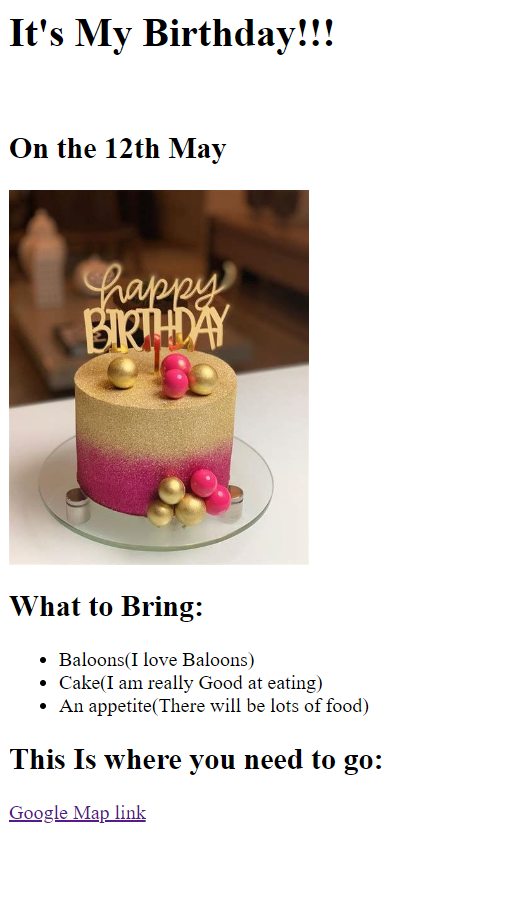 It's My Birthday!!!
On the 12th May
happy
BIRTHDAY
What to Bring:
Baloons(I love Baloons)
Cake(I am really Good at eating)
An appetite(There will be lots of food)
This Is where you need to go:
Google Map link